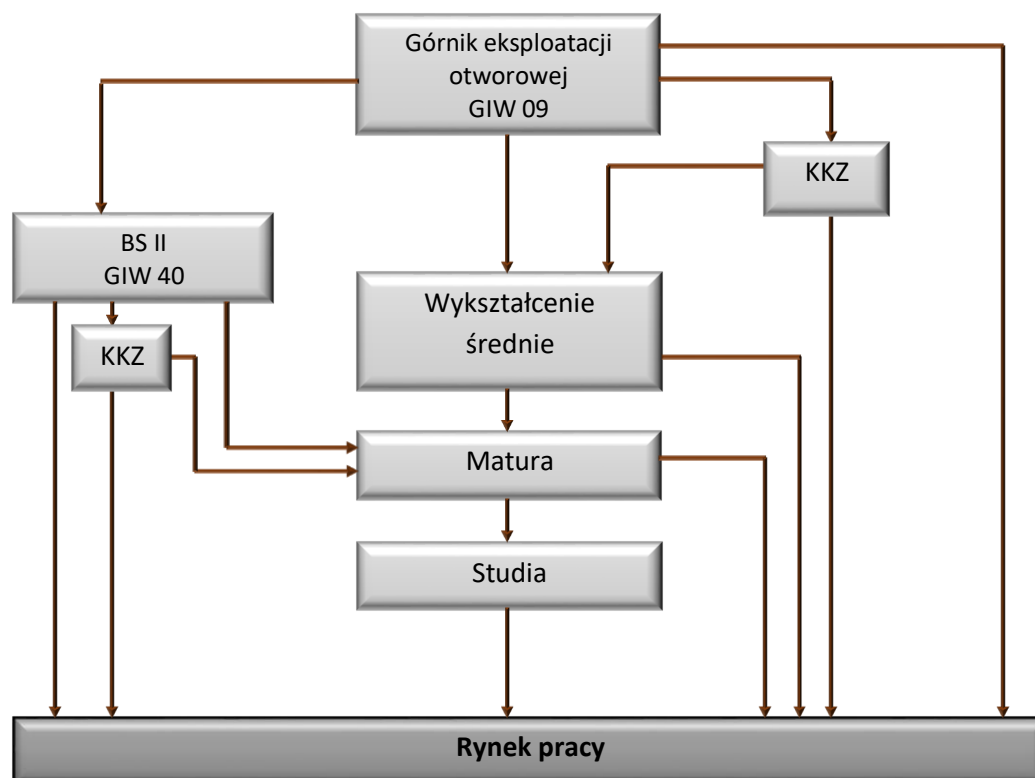 Górnik eksploatacji
otworowej
GIW 09
KKZ
BS II
GIW 40
KKZ
Wykształcenie
średnie
Matura
Studia
Rynek pracy